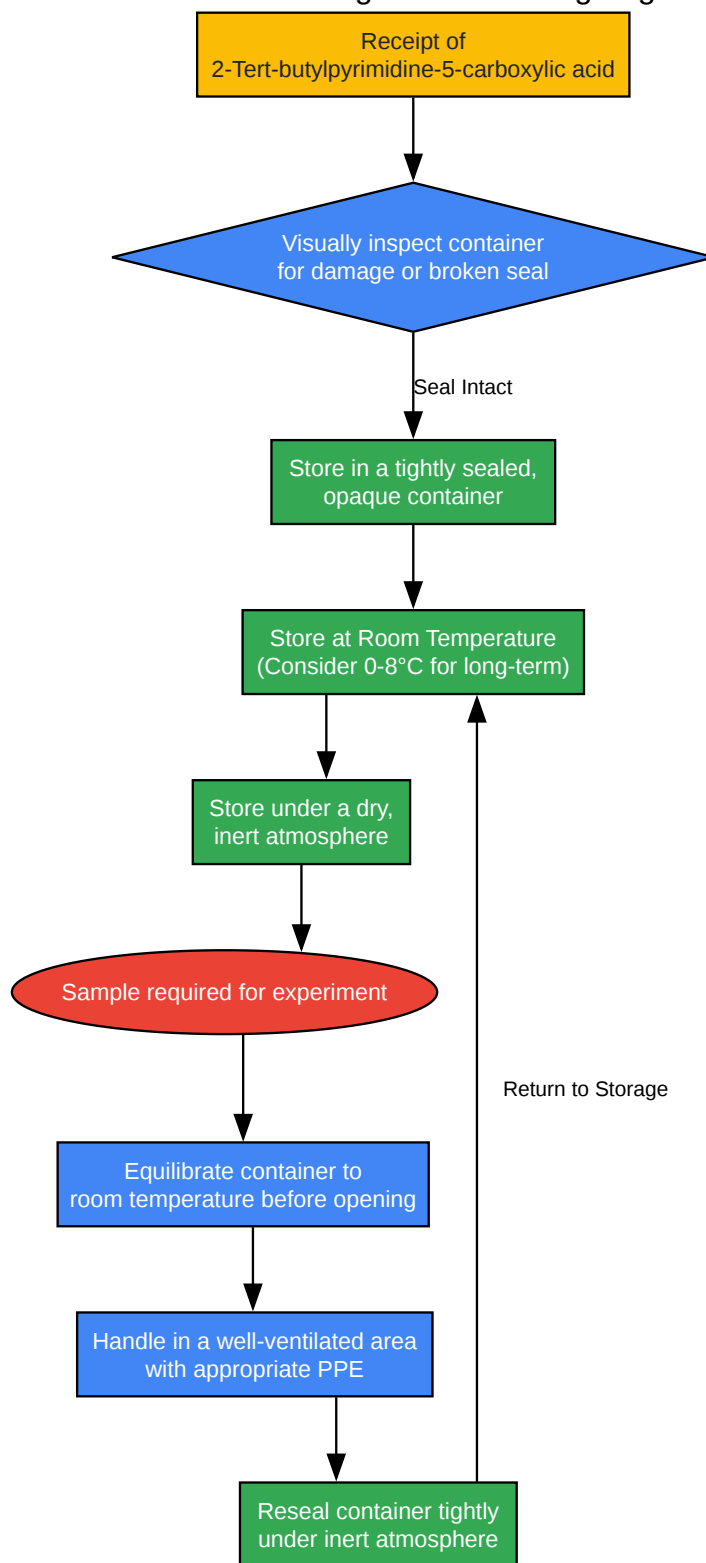 Receipt of
2-Tert-butylpyrimidine-5-carboxylic acid
Visually inspect container
for damage or broken seal
Seal Intact
Store in a tightly sealed,
opaque container
Store at Room Temperature
(Consider 0-8°C for long-term)
Store under a dry,
inert atmosphere
Sample required for experiment
Return to Storage
Equilibrate container to
room temperature before opening
Handle in a well-ventilated area
with appropriate PPE
Reseal container tightly
under inert atmosphere